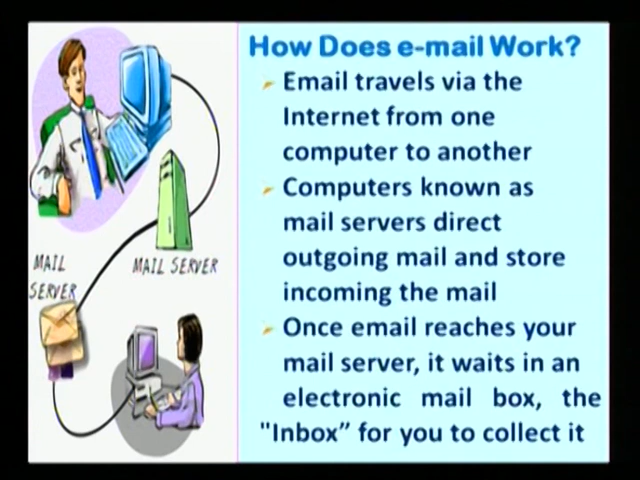 How Does e-mail Work?
Email travels via the
Internet from one
computer to another
Computers known as
mail servers direct
outgoing mail and store
incoming the mail
Once email reaches your
mail server, it waits in an
electronic mail box, the
"Inbox” for you to collect it
MAIL SERVER
MAIL
SERVER